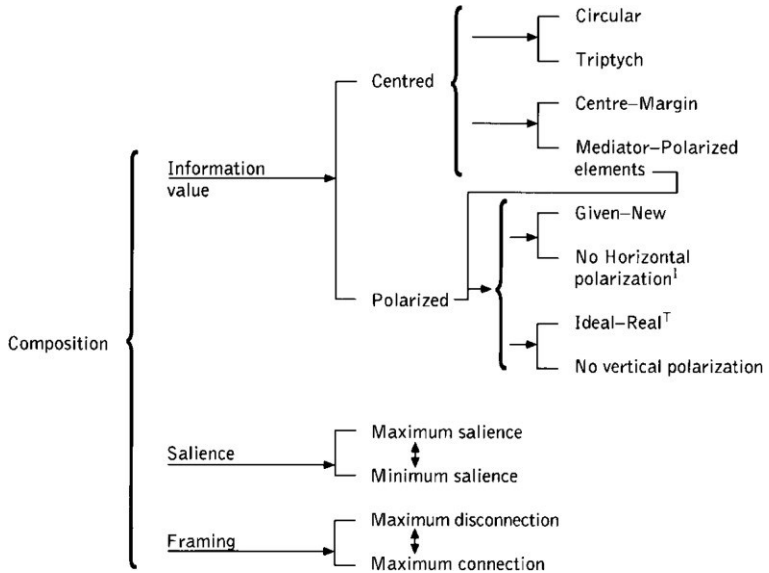 Circular
Triptych
Centred
Centre–Margin
Mediator–Polarized
elements
Information
value
Given–New
No Horizontal
polarizationᴵ
Polarized
Ideal–Realᵀ
Composition
No vertical polarization
Maximum salience
Salience
Minimum salience
Maximum disconnection
Framing
Maximum connection